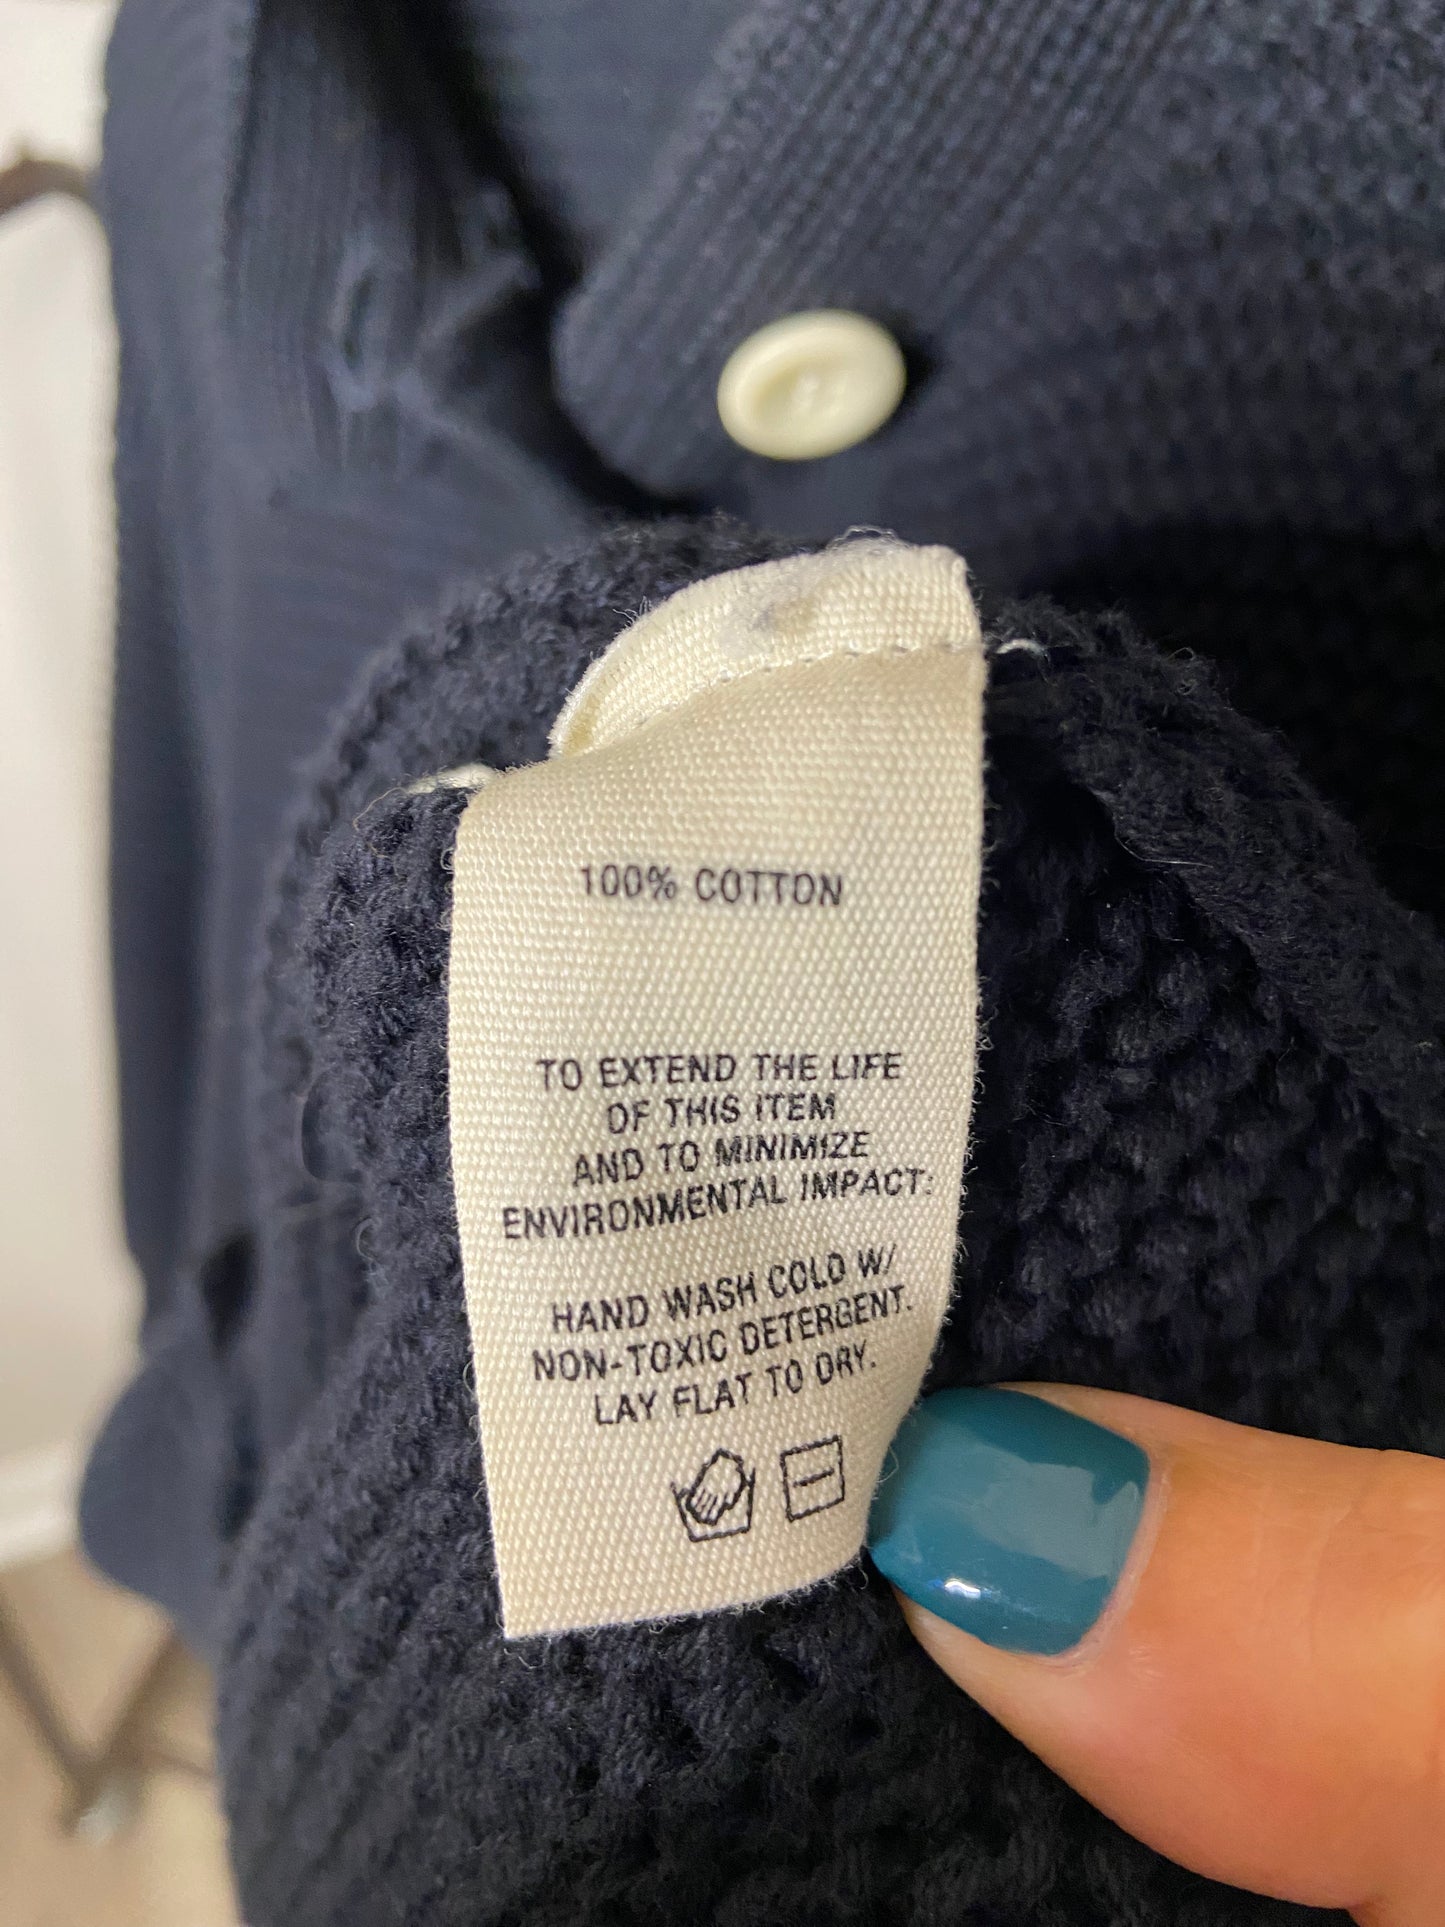 100% COTTON
TO EXTEND THE LIFE
OF THIS ITEM
AND TO MINIMIZE
ENVIRONMENTAL IMPACT:
HAND WASH COLD W/
NON-TOXIC DETERGENT.
LAY FLAT TO DRY.